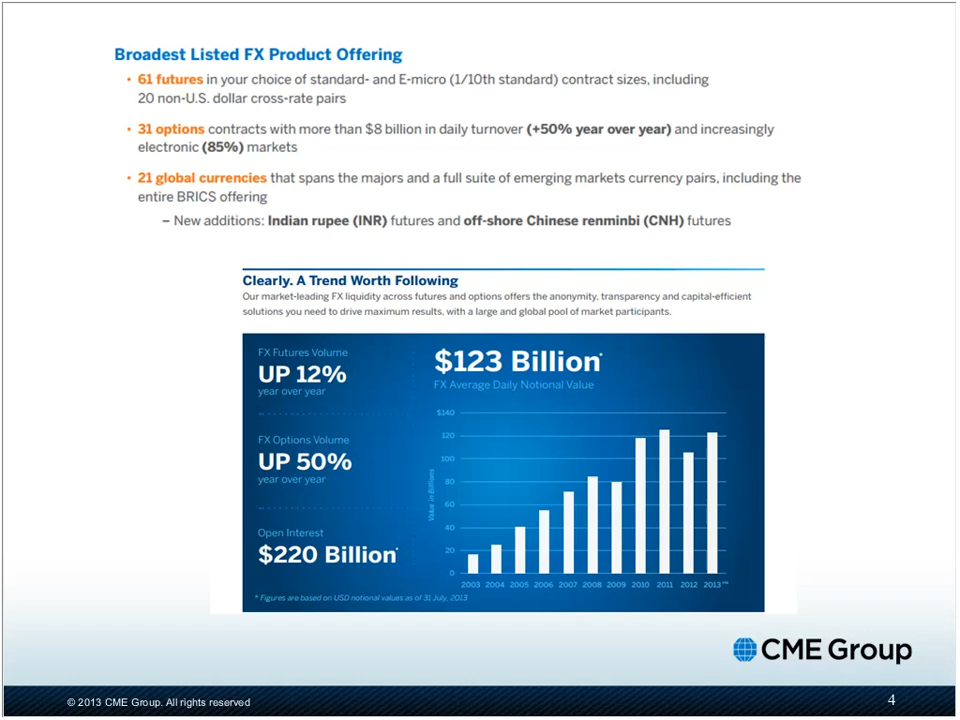 Broadest Listed FX Product Offering
• 61 futures in your choice of standard- and E-micro (1/10th standard) contract sizes, including
20 non-U.S. dollar cross-rate pairs
• 31 options contracts with more than $8 billion in daily turnover (+50% year over year) and increasingly
electronic (85%) markets
• 21 global currencies that spans the majors and a full suite of emerging markets currency pairs, including the
entire BRICS offering
– New additions: Indian rupee (INR) futures and off-shore Chinese renminbi (CNH) futures
Clearly. A Trend Worth Following
Our market-leading FX liquidity across futures and options offers the anonymity, transparency and capital-efficient
solutions you need to drive maximum results, with a large and global pool of market participants.
FX Futures Volume
UP 12%
year over year
FX Options Volume
UP 50%
year over year
Open Interest
$220 Billion*
$123 Billion*
FX Average Daily Notional Value
Value in Billions
$140
120
100
80
60
40
20
0
2003 2004 2005 2006 2007 2008 2009 2010 2011 2012 2013
* Figures are based on USD notional values as of 31 July, 2013
CME Group
© 2013 CME Group. All rights reserved
4